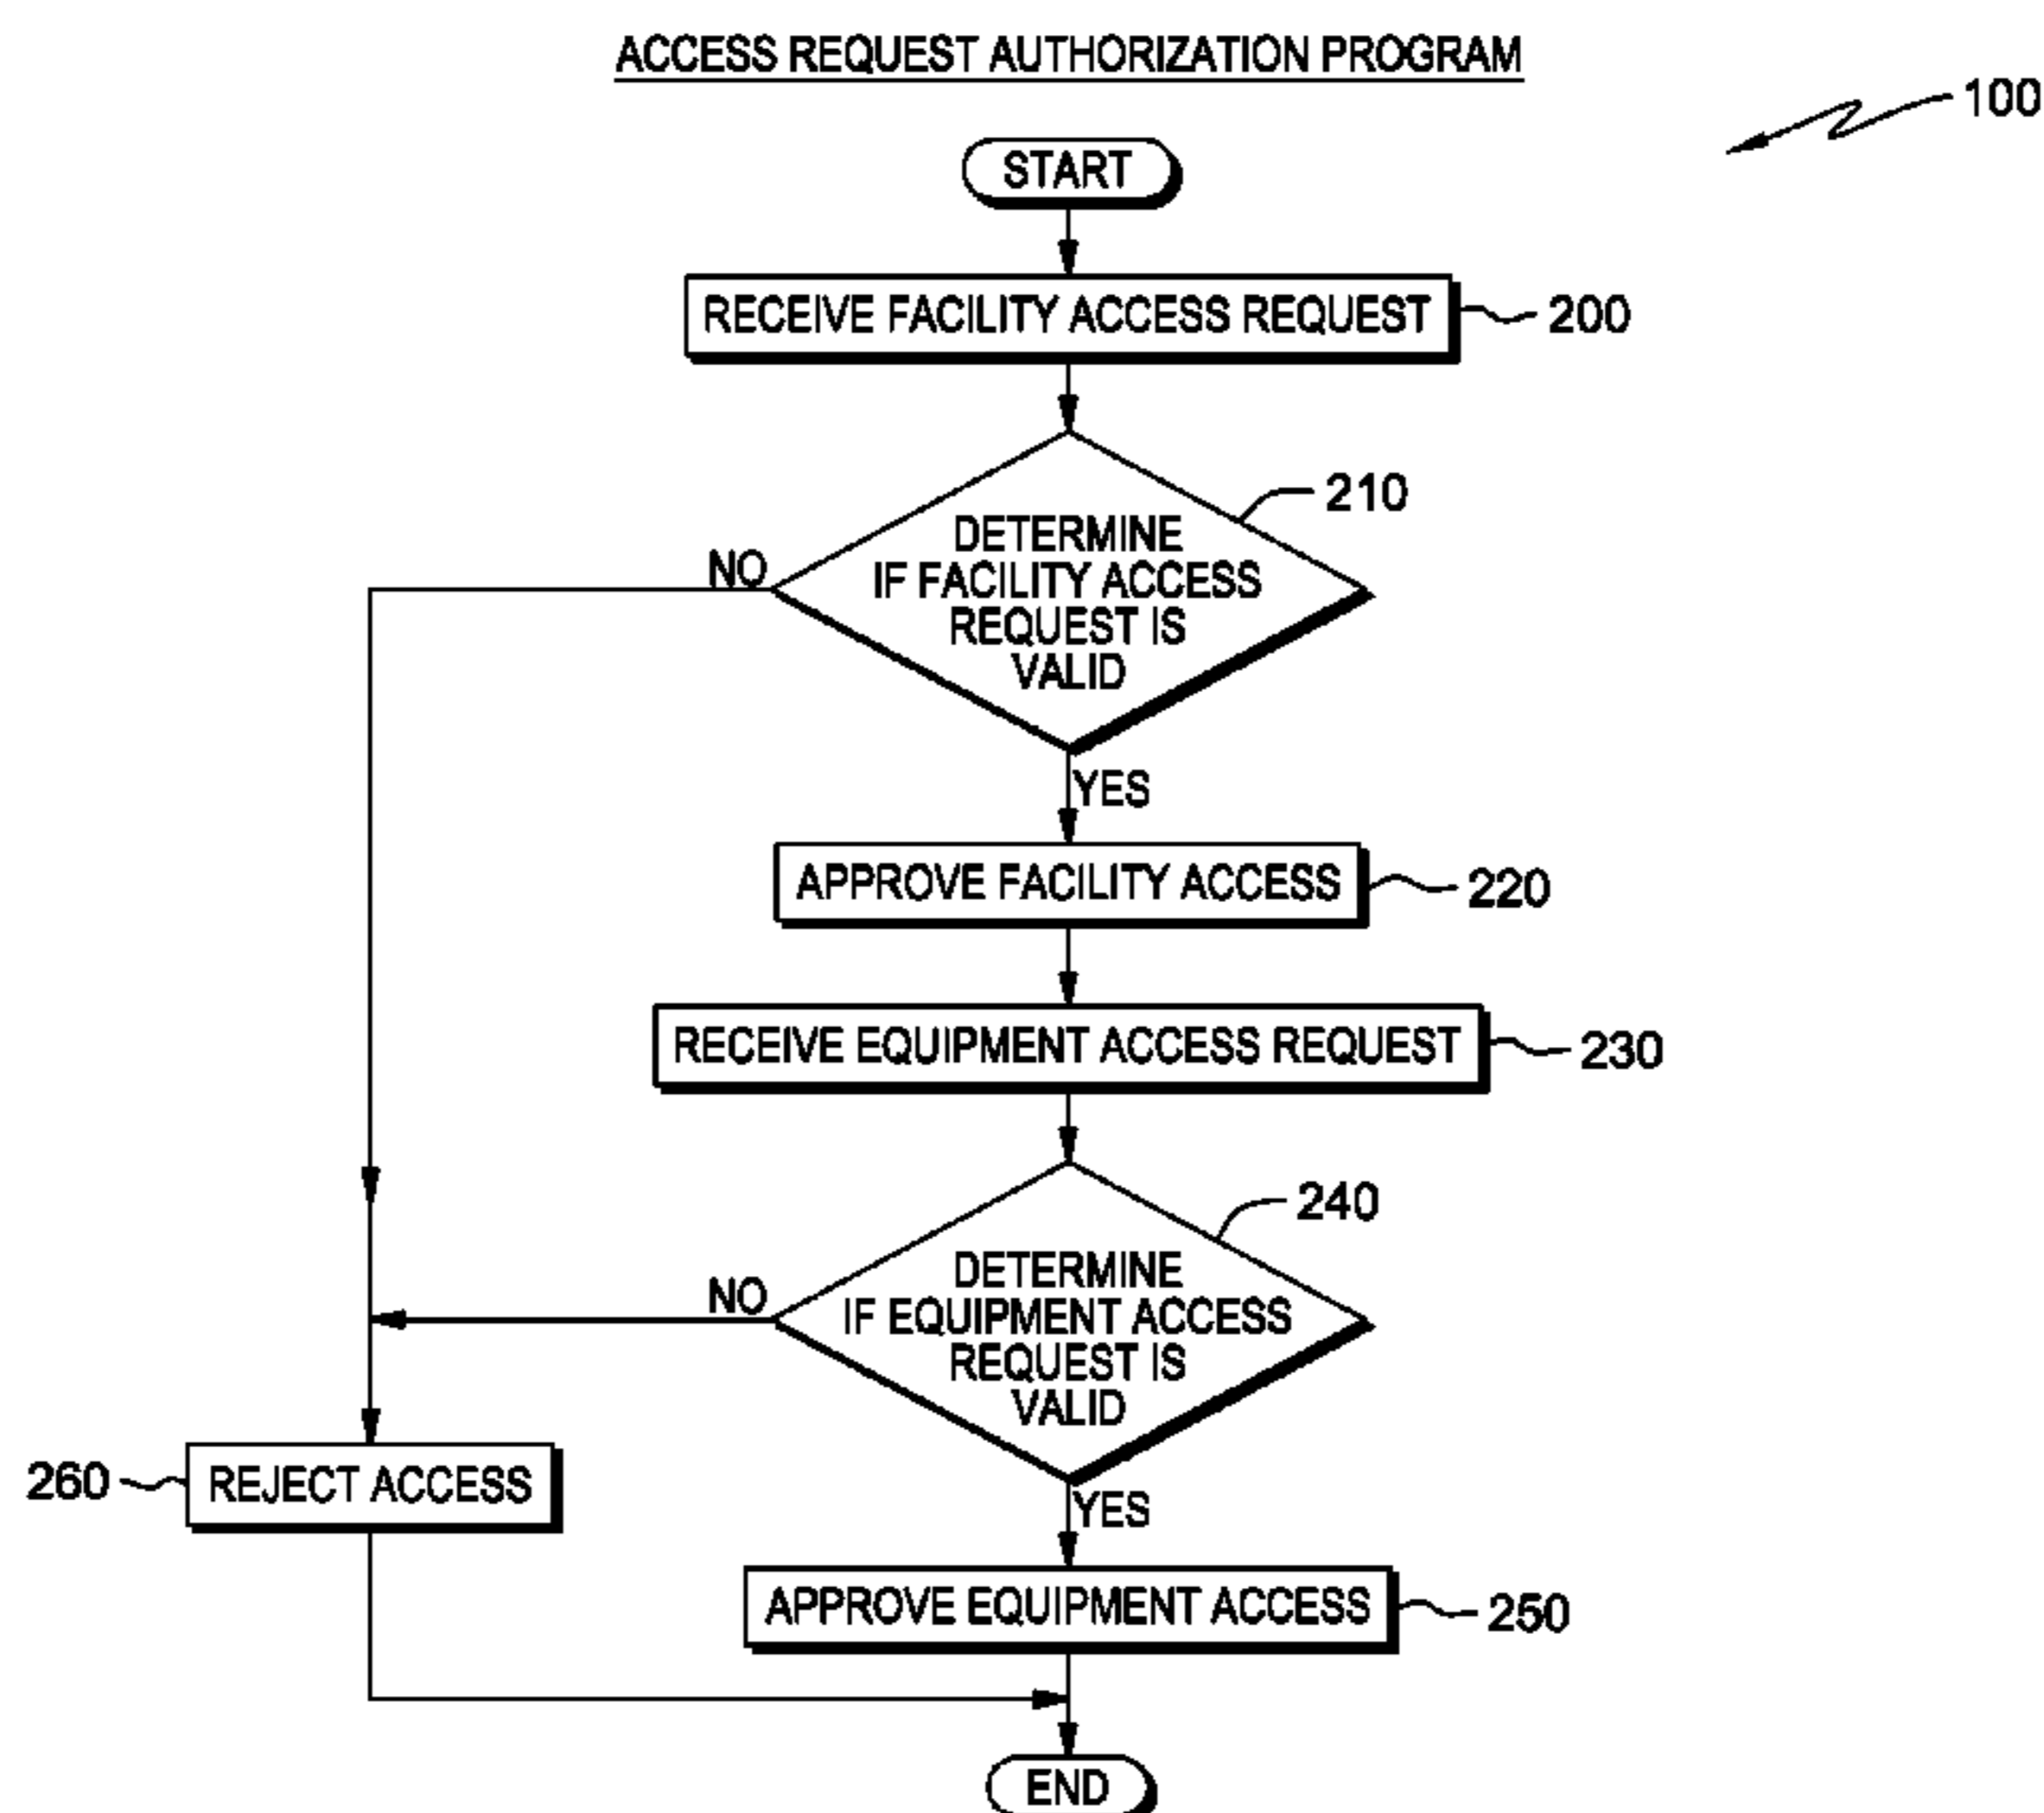 ACCESS REQUEST AUTHORIZATION PROGRAM
100
START
RECEIVE FACILITY ACCESS REQUEST
200
210
DETERMINE
IF FACILITY ACCESS
REQUEST IS
VALID
NO
YES
APPROVE FACILITY ACCESS
220
RECEIVE EQUIPMENT ACCESS REQUEST
230
240
DETERMINE
IF EQUIPMENT ACCESS
REQUEST IS
VALID
NO
YES
260
REJECT ACCESS
APPROVE EQUIPMENT ACCESS
250
END